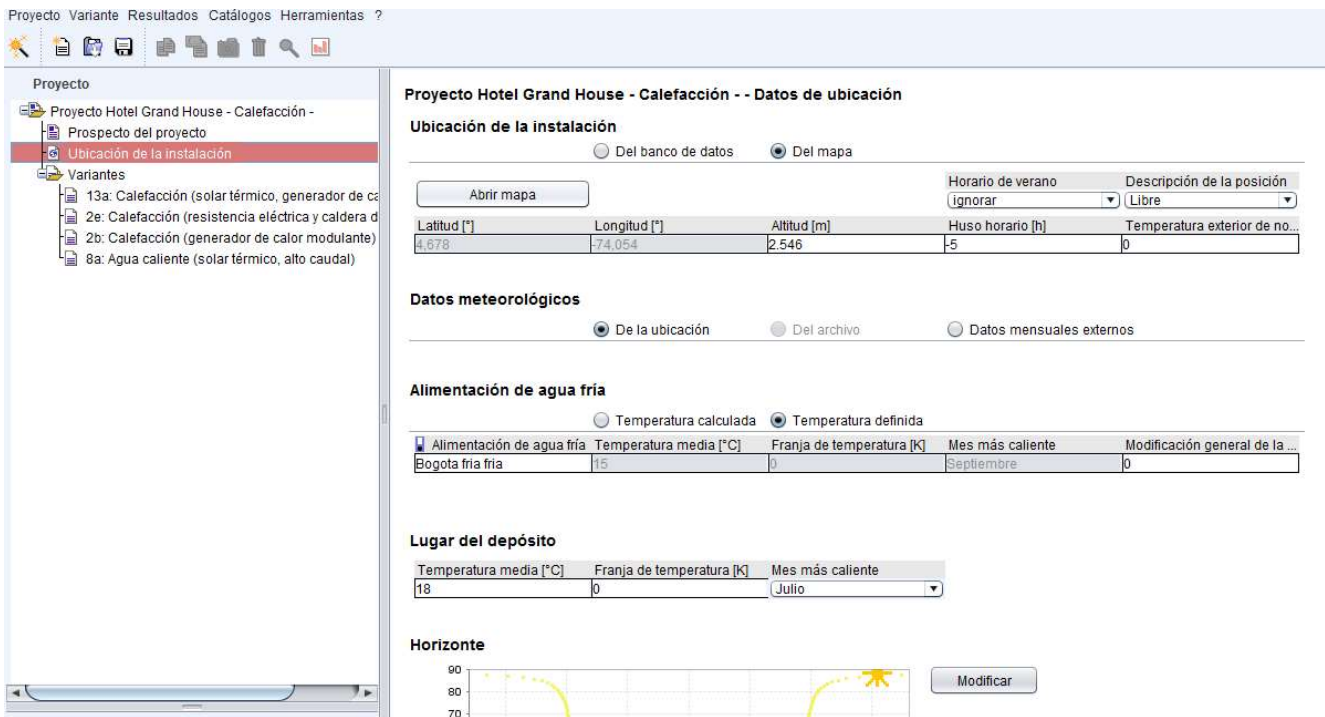 Proyecto Variante Resultados Catálogos Herramientas ?
Proyecto
Proyecto Hotel Grand House - Calefacción -
Prospecto del proyecto
Ubicación de la instalación
Variantes
13a: Calefacción (solar térmico, generador de ca
2e: Calefacción (resistencia eléctrica y caldera d
2b: Calefacción (generador de calor modulante)
8a: Agua caliente (solar térmico, alto caudal)
Proyecto Hotel Grand House - Calefacción - - Datos de ubicación
Ubicación de la instalación
Del banco de datos Del mapa
Horario de verano Descripción de la posición
Abrir mapa ignorar Libre
Latitud [°] Longitud [°] Altitud [m] Huso horario [h] Temperatura exterior de no...
4,678 -74,054 2.546 -5 0
Datos meteorológicos
De la ubicación Del archivo Datos mensuales externos
Alimentación de agua fría
Temperatura calculada Temperatura definida
Alimentación de agua fría Temperatura media [°C] Franja de temperatura [K] Mes más caliente Modificación general de la ...
Bogota fria fria 15 0 Septiembre 0
Lugar del depósito
Temperatura media [°C] Franja de temperatura [K] Mes más caliente
18 0 Julio
Horizonte
90
Modificar
80
70